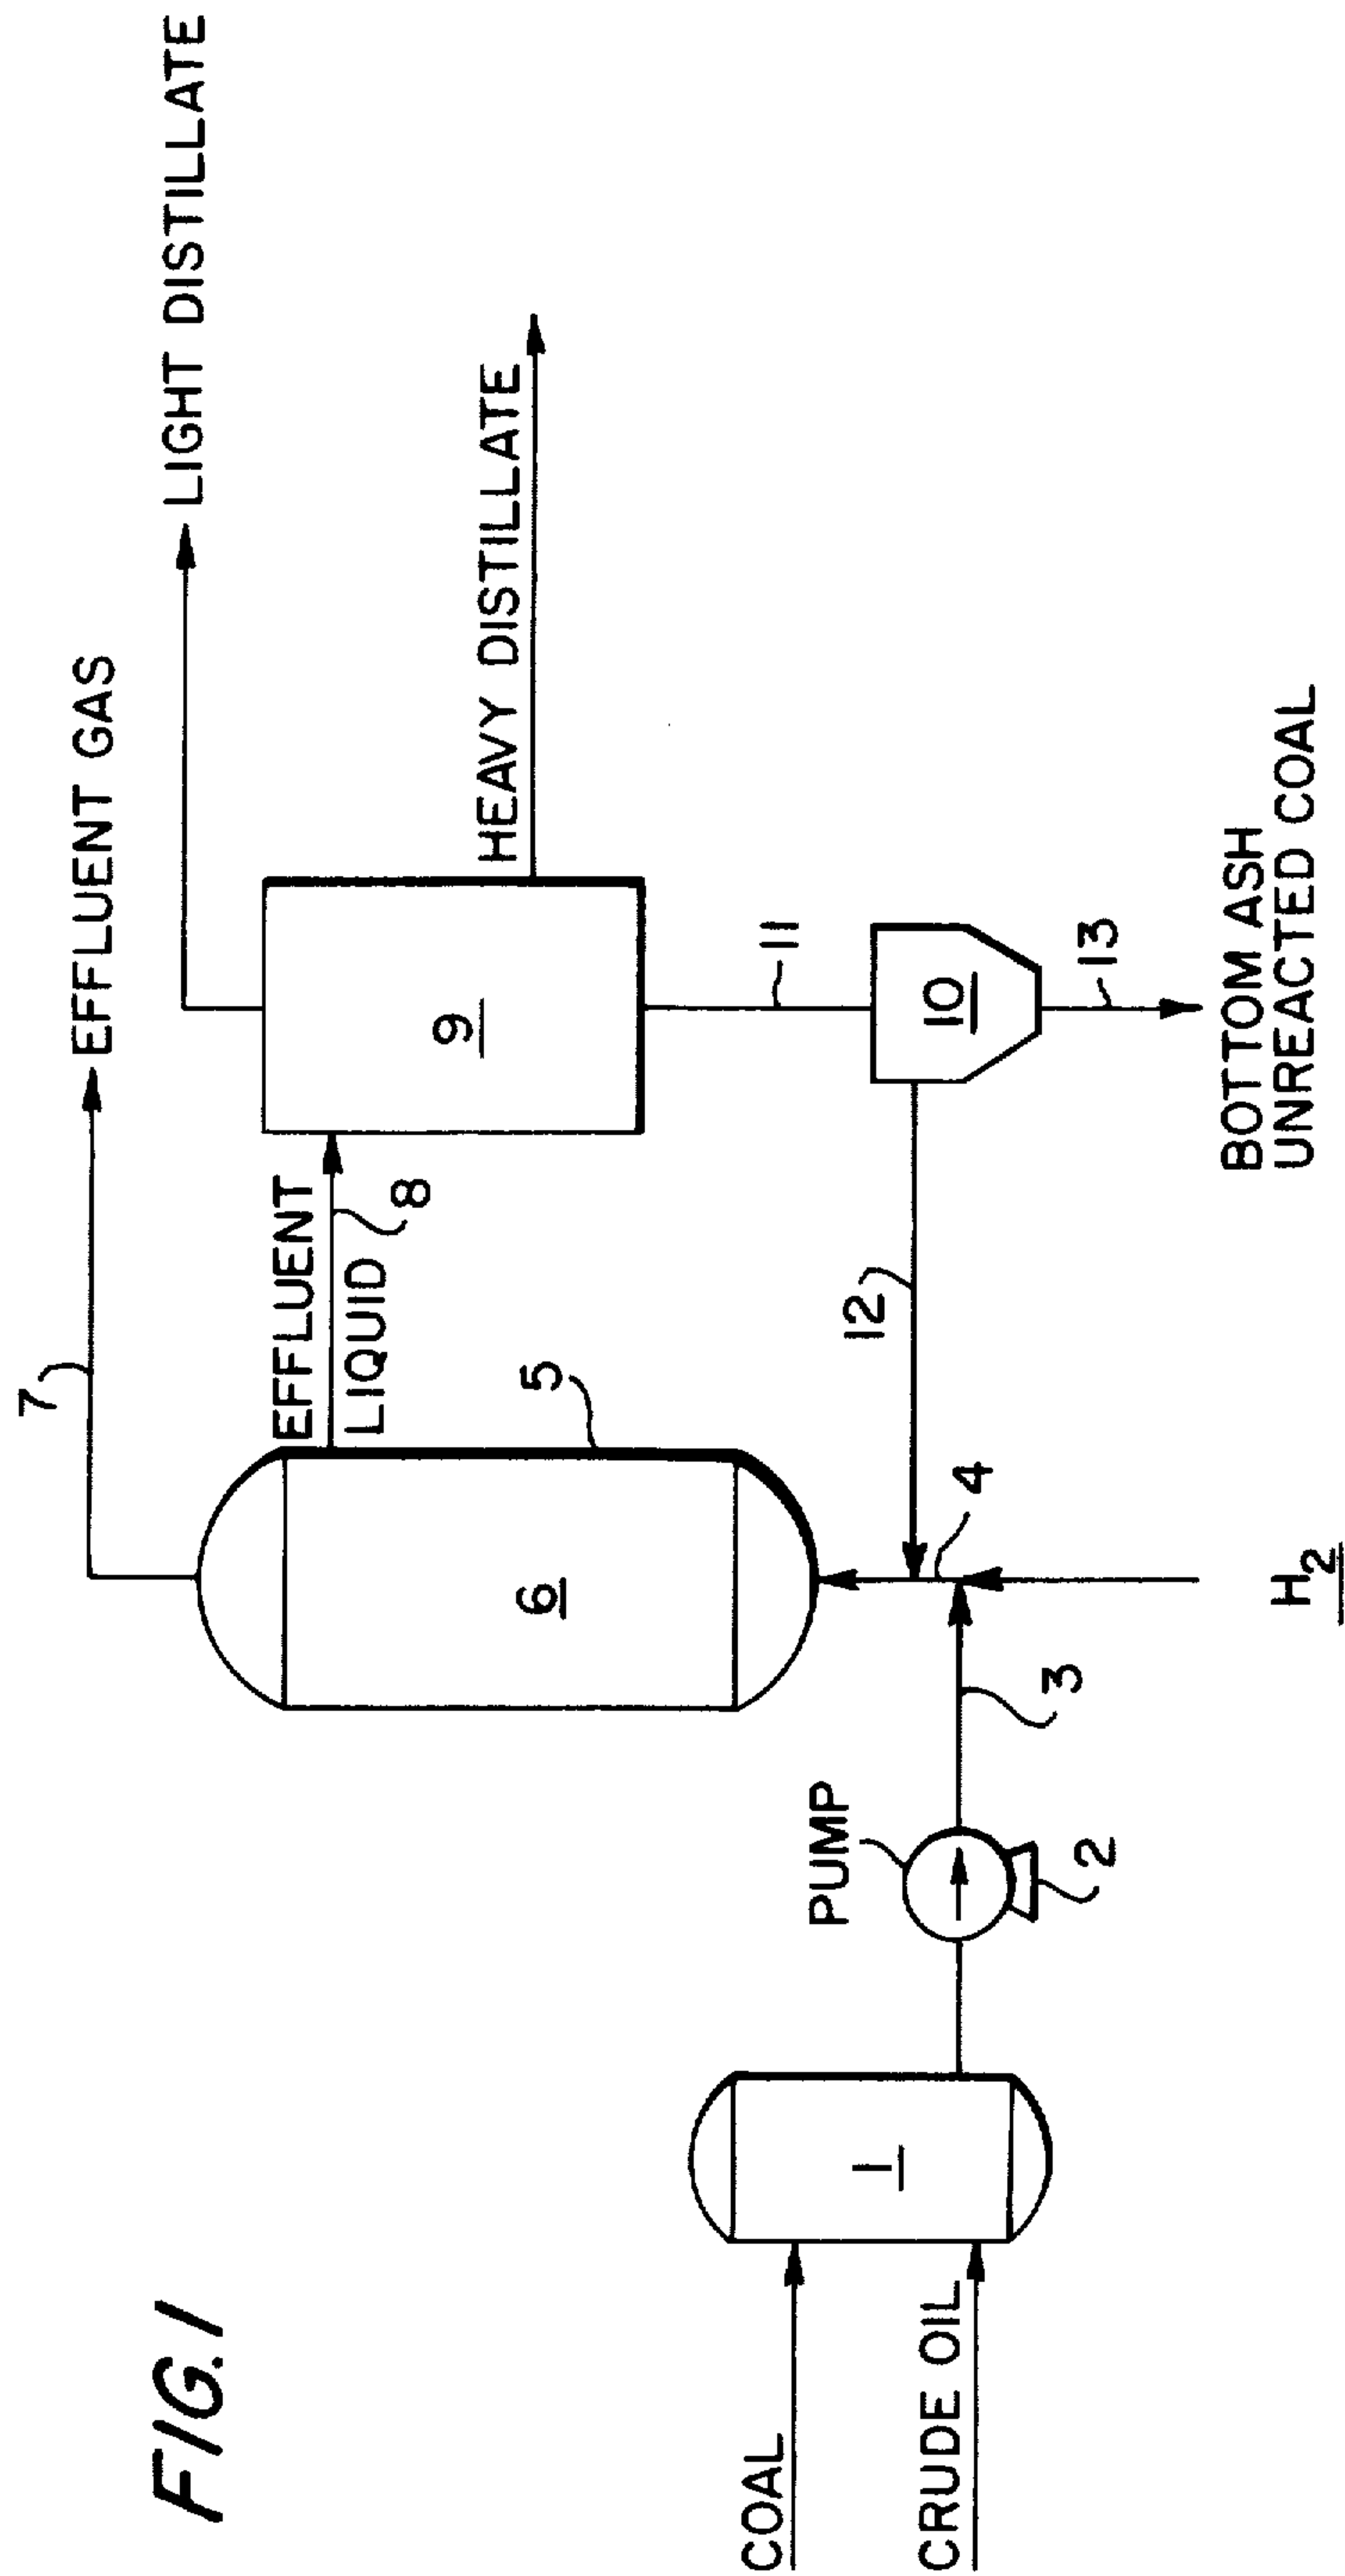 FIG. 1
7
EFFLUENT GAS
LIGHT DISTILLATE
EFFLUENT
LIQUID
8
9
HEAVY DISTILLATE
5
6
11
COAL
CRUDE OIL
1
PUMP
2
3
4
12
10
13
H2
BOTTOM ASH
UNREACTED COAL